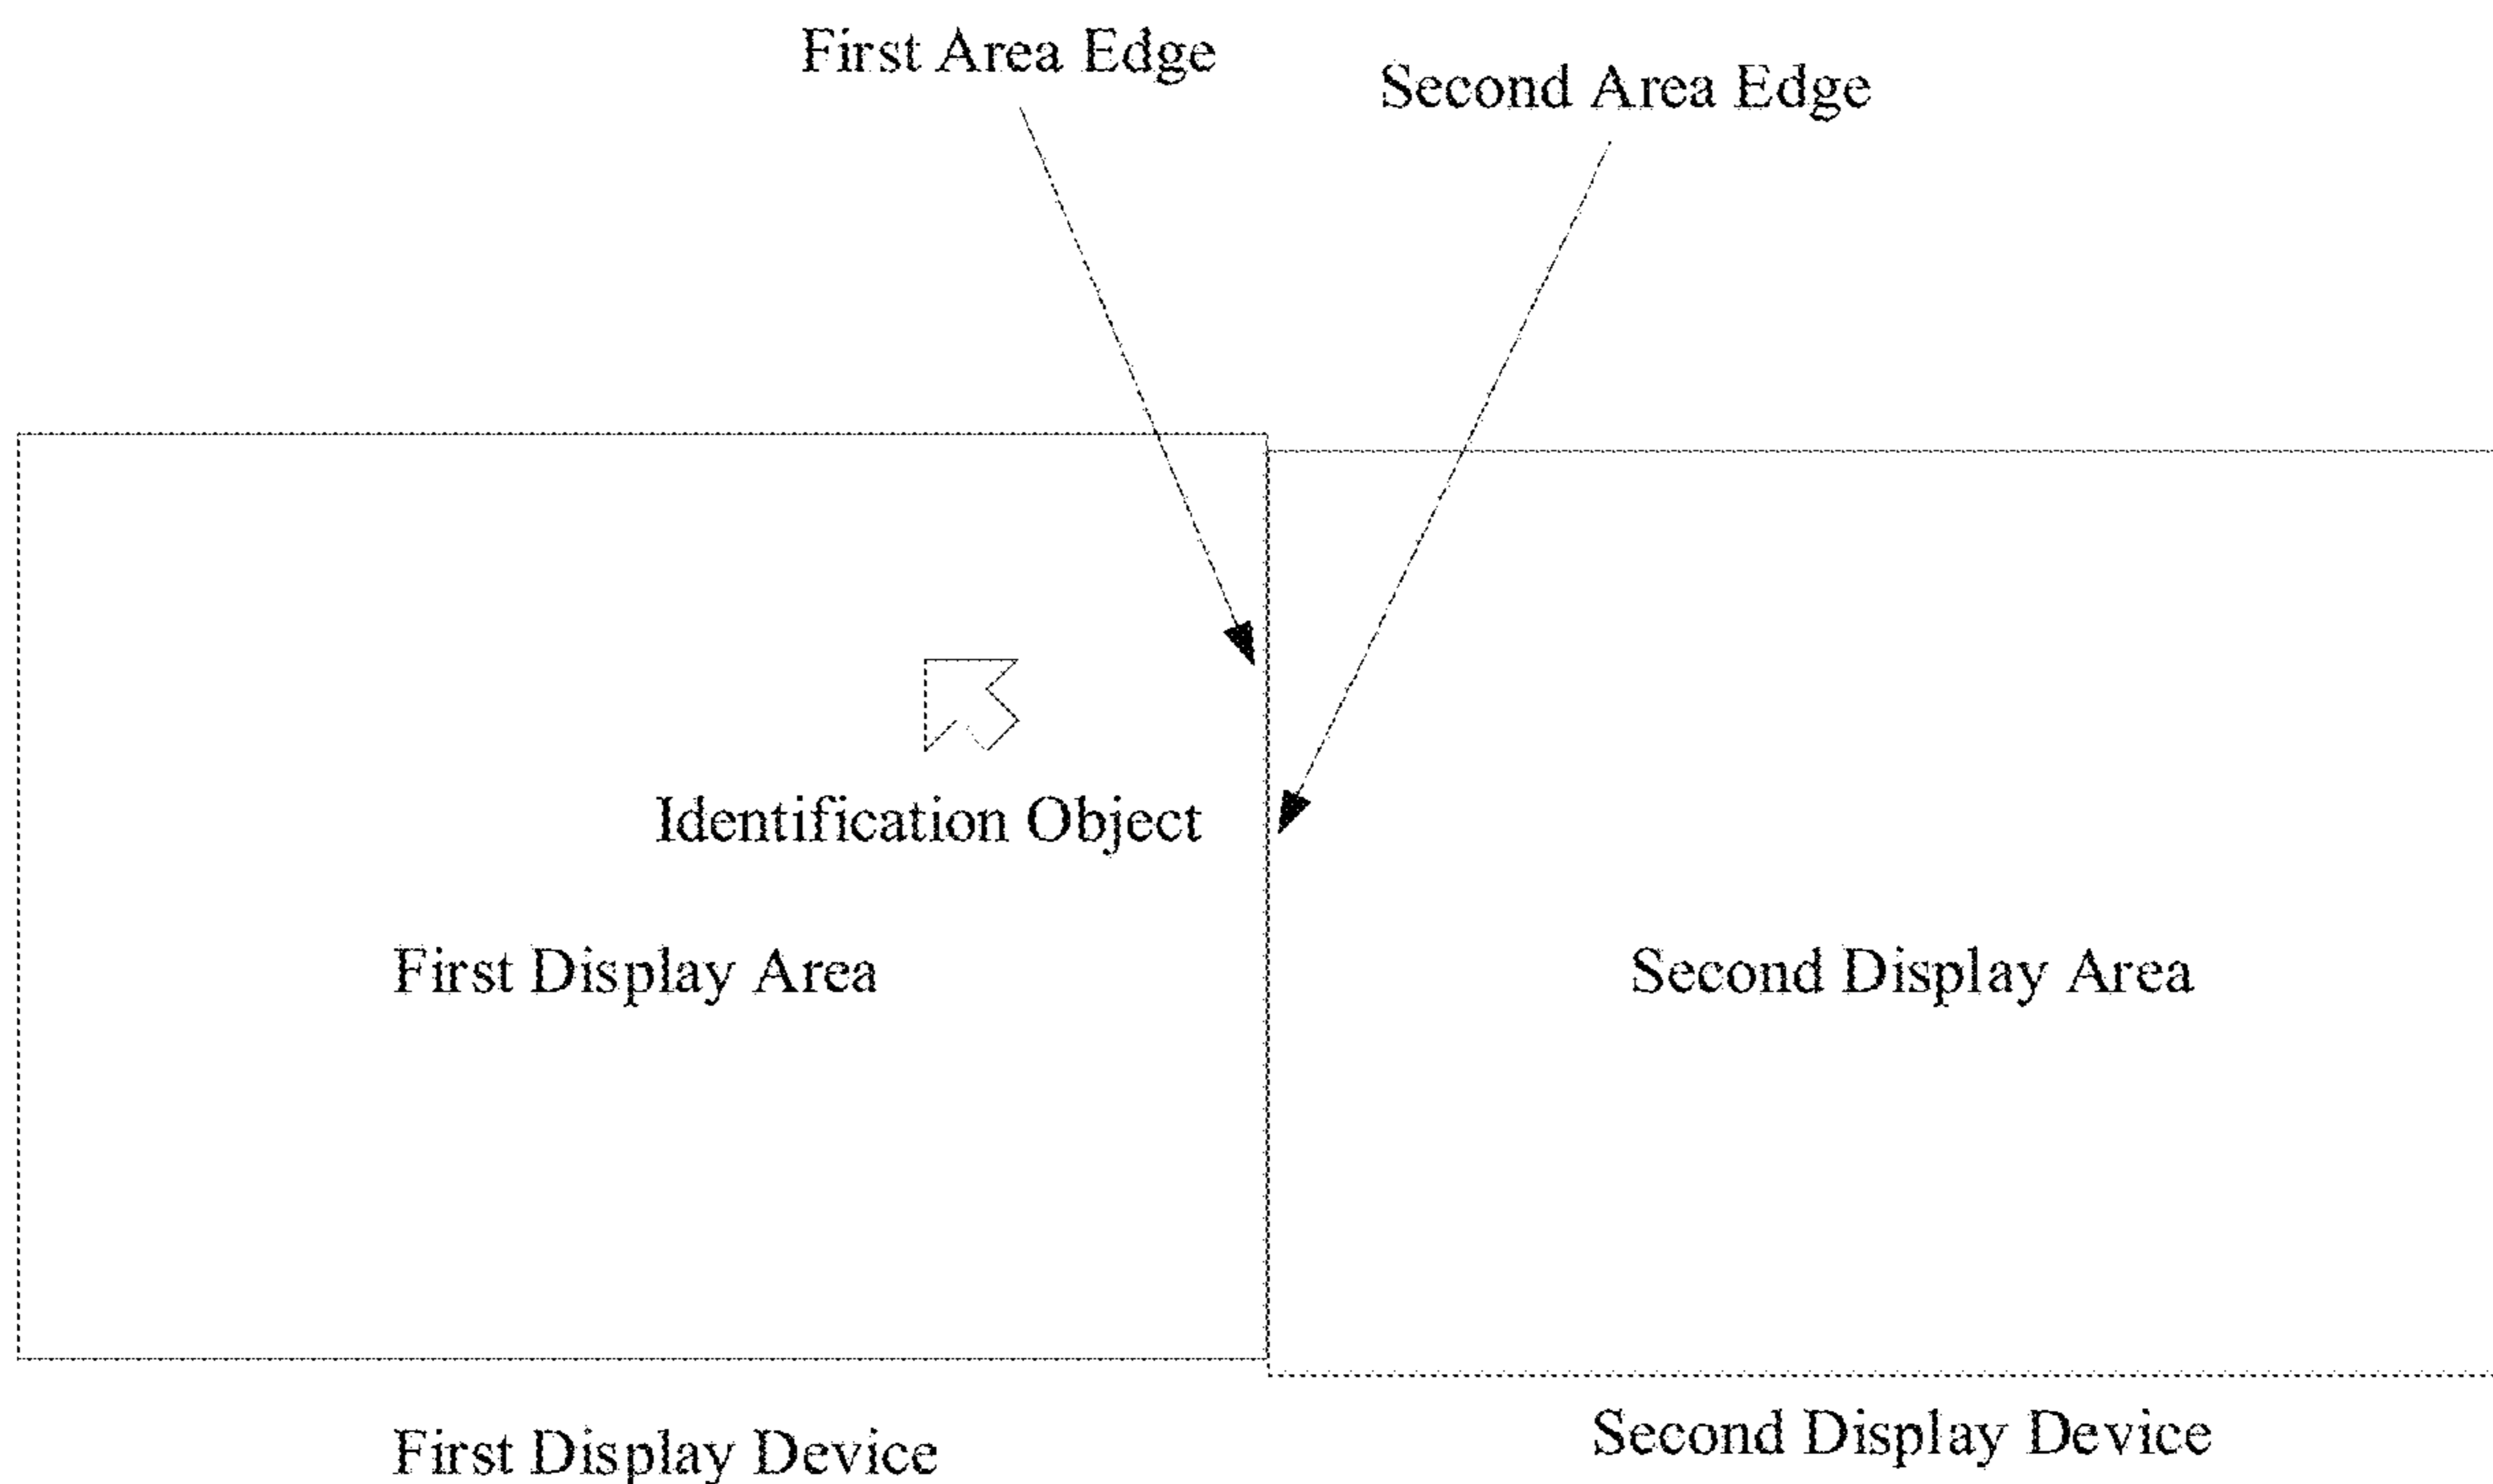 First Area Edge
Second Area Edge
Identification Object
First Display Area
Second Display Area
First Display Device
Second Display Device